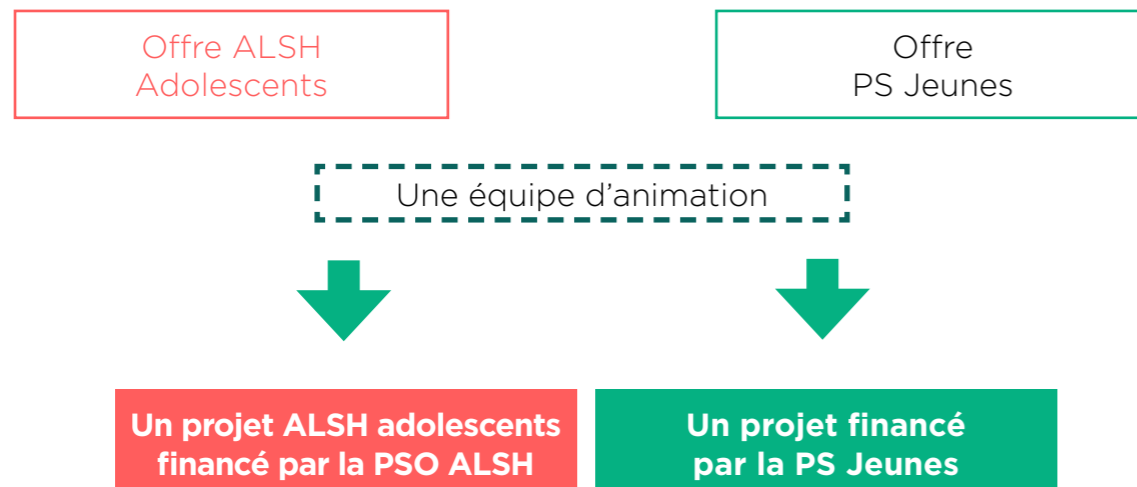 Offre ALSH
Adolescents
Offre
PS Jeunes
Une équipe d’animation
Un projet ALSH adolescents
financé par la PSO ALSH
Un projet financé
par la PS Jeunes